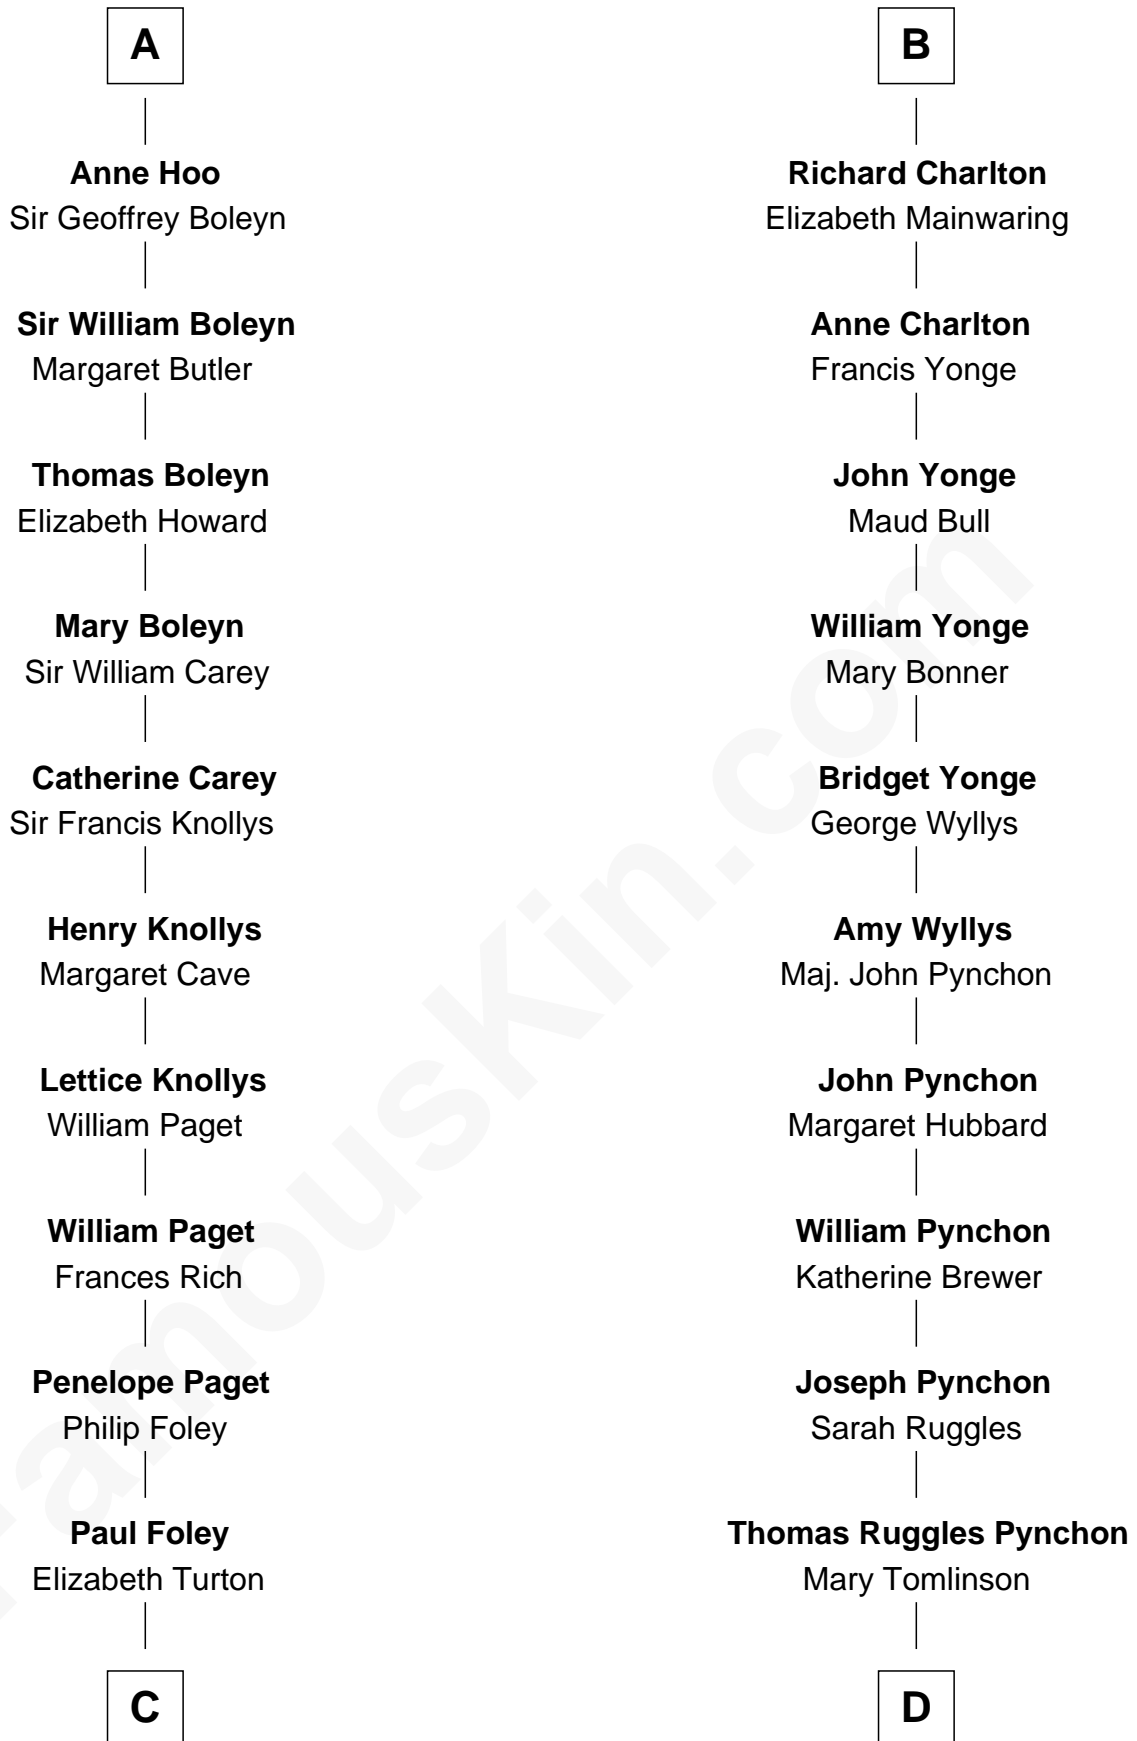 A
Anne Hoo
Sir Geoffrey Boleyn
Sir William Boleyn
Margaret Butler
Thomas Boleyn
Elizabeth Howard
Mary Boleyn
Sir William Carey
Catherine Carey
Sir Francis Knollys
Henry Knollys
Margaret Cave
Lettice Knollys
William Paget
William Paget
Frances Rich
Penelope Paget
Philip Foley
Paul Foley
Elizabeth Turton
C
B
Richard Charlton
Elizabeth Mainwaring
Anne Charlton
Francis Yonge
John Yonge
Maud Bull
William Yonge
Mary Bonner
Bridget Yonge
George Wyllys
Amy Wyllys
Maj. John Pynchon
John Pynchon
Margaret Hubbard
William Pynchon
Katherine Brewer
Joseph Pynchon
Sarah Ruggles
Thomas Ruggles Pynchon
Mary Tomlinson
D
FamousKin.com